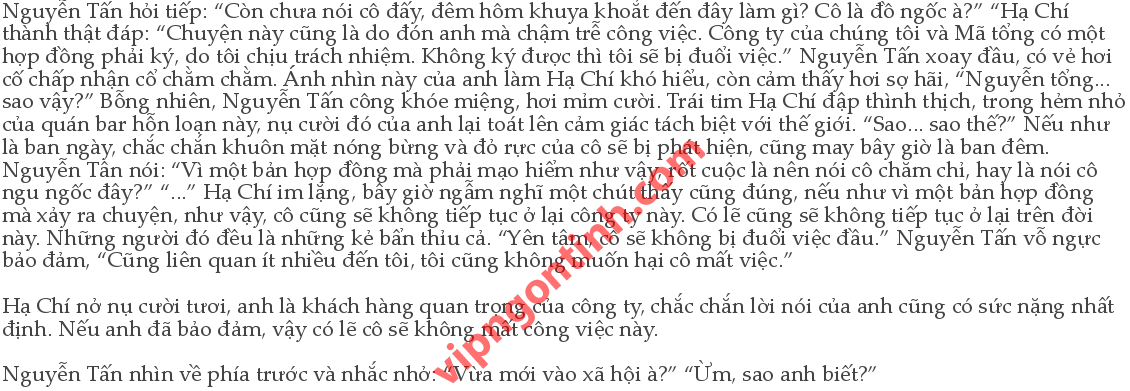 Nguyễn Tấn hỏi tiếp: “Còn chưa nói cô đấy, đêm hôm khuya khoắt đến đây làm gì? Cô là đồ ngốc à?” “Hạ Chí
thành thật đáp: “Chuyện này cũng là do đón anh mà chậm trễ công việc. Công ty của chúng tôi và Mã tổng có một
hợp đồng phải ký, do tôi chịu trách nhiệm. Không ký được thì tôi sẽ bị đuổi việc.” Nguyễn Tấn xoay đầu, có vẻ hơi
cố chấp nhận cổ chằm chằm. Ánh nhìn này của anh làm Hạ Chí khó hiểu, còn cảm thấy hơi sợ hãi, “Nguyễn tổng...
sao vậy?” Bỗng nhiên, Nguyễn Tấn công khóe miệng, hơi mỉm cười. Trái tim Hạ Chí đập thình thịch, trong hẻm nhỏ
của quán bar hỗn loạn này, nụ cười đó của anh lại toát lên cảm giác tách biệt với thế giới. “Sao... sao thế?” Nếu như
là ban ngày, chắc chắn khuôn mặt nóng bừng và đỏ rực của cô sẽ bị phát hiện, cũng may bây giờ là ban đêm.
Nguyễn Tấn nói: “Vì một bản hợp đồng mà phải mạo hiểm như vậy, rốt cuộc là nên nói cô chăm chỉ, hay là nói cô
ngu ngốc đây?” “...” Hạ Chí im lặng, bây giờ ngẫm nghĩ một chút thấy cũng đúng, nếu như vì một bản hợp đồng
mà xảy ra chuyện, như vậy, cô cũng sẽ không tiếp tục ở lại công ty này. Có lẽ cũng sẽ không tiếp tục ở lại trên đời
này. Những người đó đều là những kẻ bẩn thỉu cả. “Yên tâm, cô sẽ không bị đuổi việc đâu.” Nguyễn Tấn vỗ ngực
bảo đảm, “Cũng liên quan ít nhiều đến tôi, tôi cũng không muốn hại cô mất việc.”
Hạ Chí nở nụ cười tươi, anh là khách hàng quan trọng của công ty, chắc chắn lời nói của anh cũng có sức nặng nhất
định. Nếu anh đã bảo đảm, vậy có lẽ cô sẽ không mất công việc này.
Nguyễn Tấn nhìn về phía trước và nhắc nhở: “Vừa mới vào xã hội à?” “Ừm, sao anh biết?”
vipngontinh.com